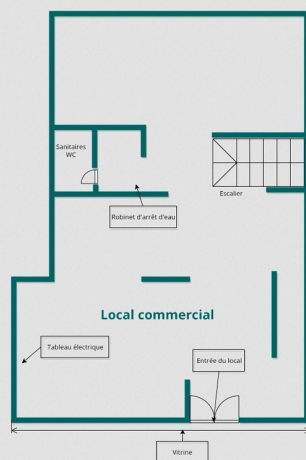 Sanitaires
WC
Escalier
Robinet d'arrêt d'eau
Local commercial
Tableau électrique
Entrée du local
Vitrine